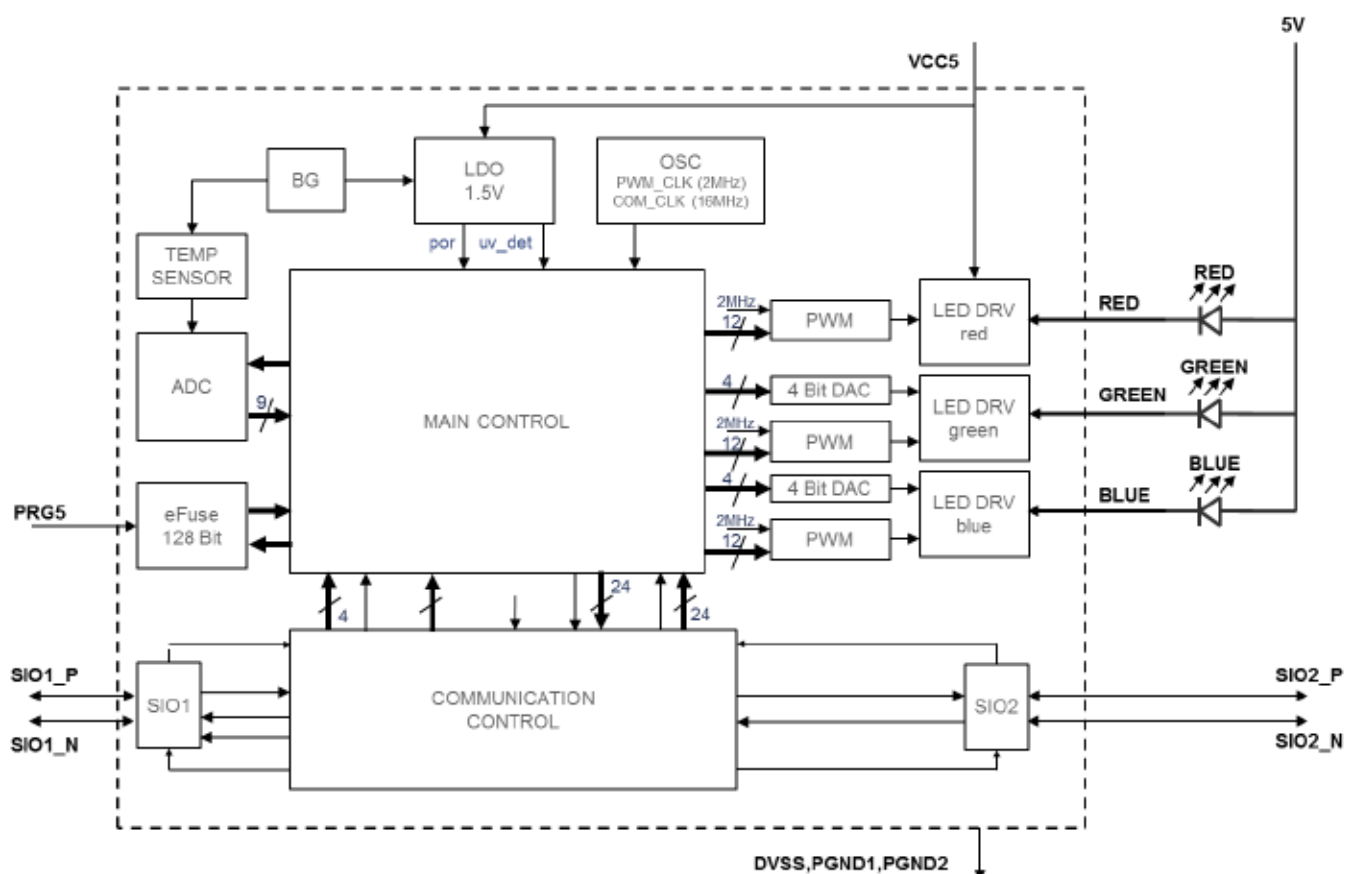 5V
VCC5
BG
LDO
1.5V
OSC
PWM_CLK (2MHz)
COM_CLK (16MHz)
por
uv_det
TEMP
SENSOR
RED
2MHz
12
PWM
LED DRV
red
RED
ADC
9
MAIN CONTROL
GREEN
4
4 Bit DAC
LED DRV
green
GREEN
2MHz
12
PWM
BLUE
4
4 Bit DAC
LED DRV
blue
BLUE
PRG5
eFuse
128 Bit
2MHz
12
PWM
4
24
24
SIO1_P
SIO1
SIO1_N
COMMUNICATION
CONTROL
SIO2
SIO2_P
SIO2_N
DVSS,PGND1,PGND2